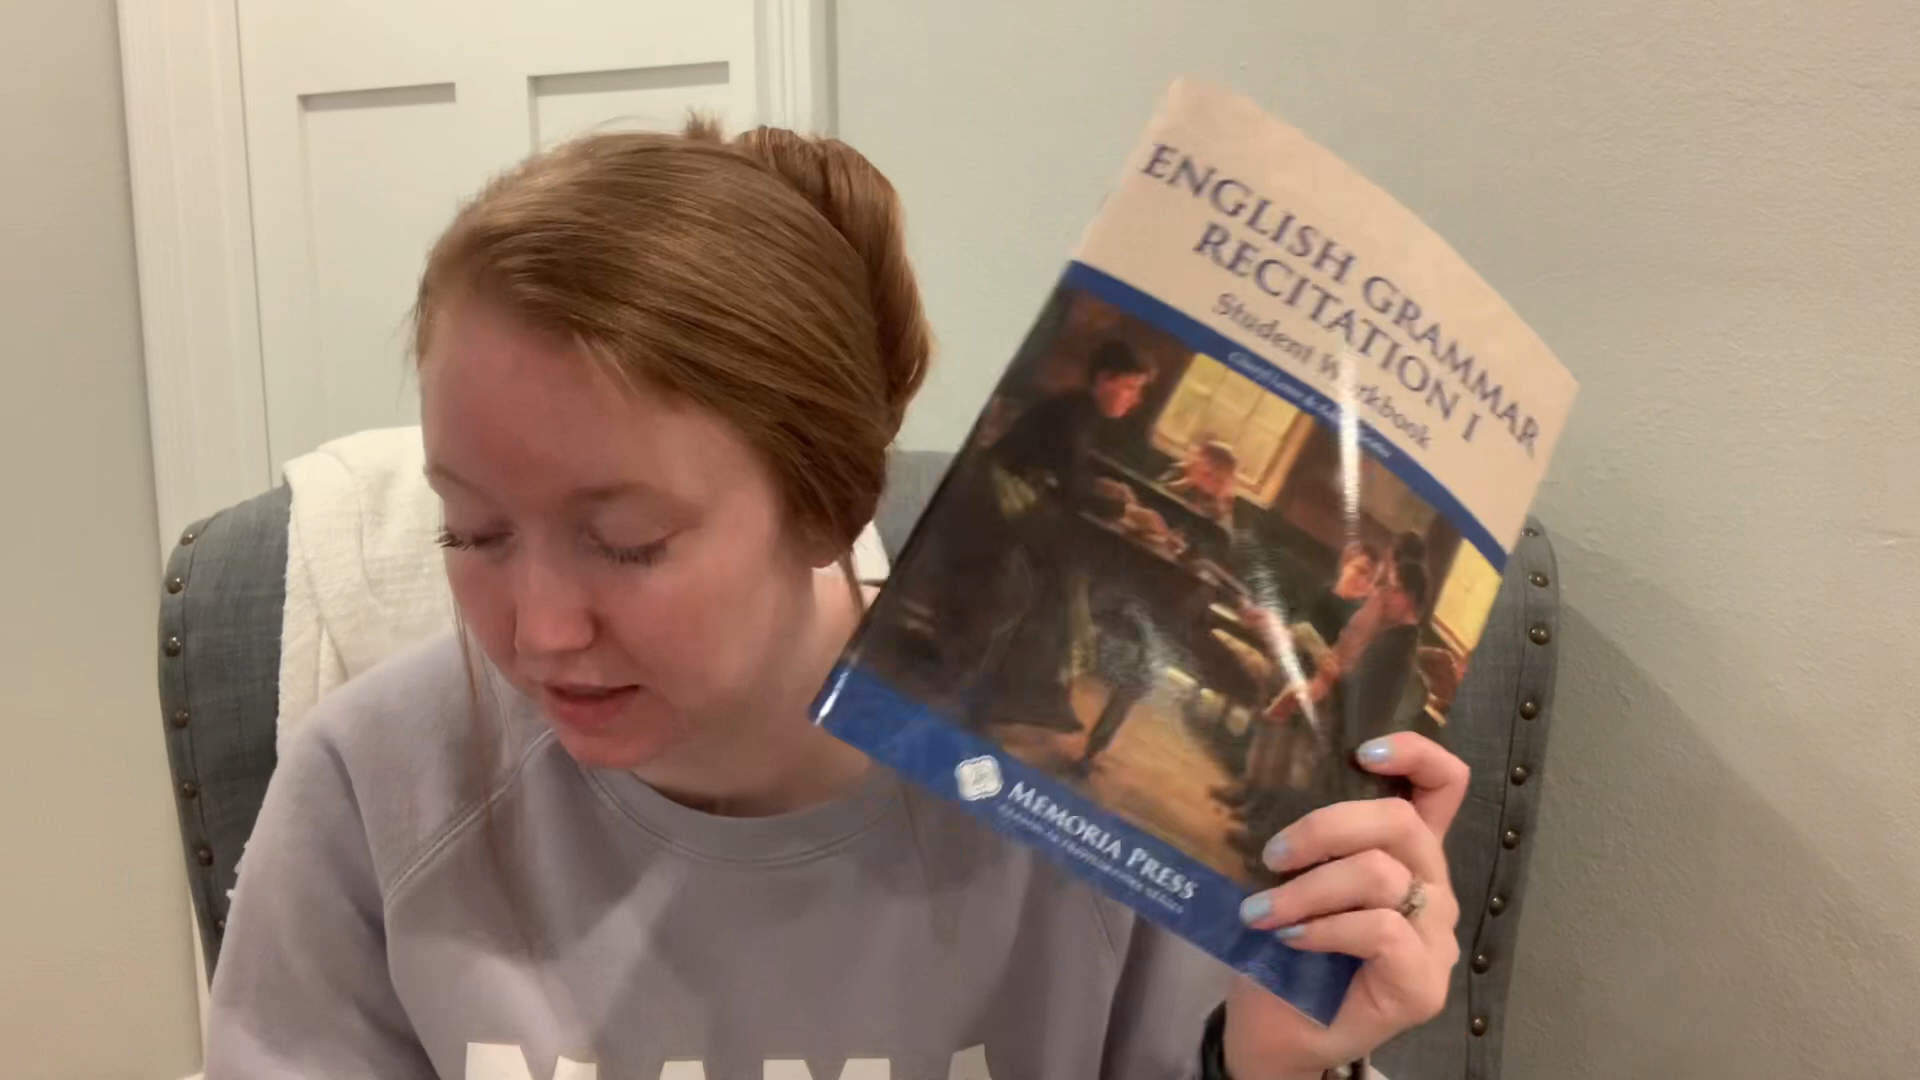 ENGLISH GRAMMAR
RECITATION I
Student Workbook
MEMORIA PRESS
MAMA